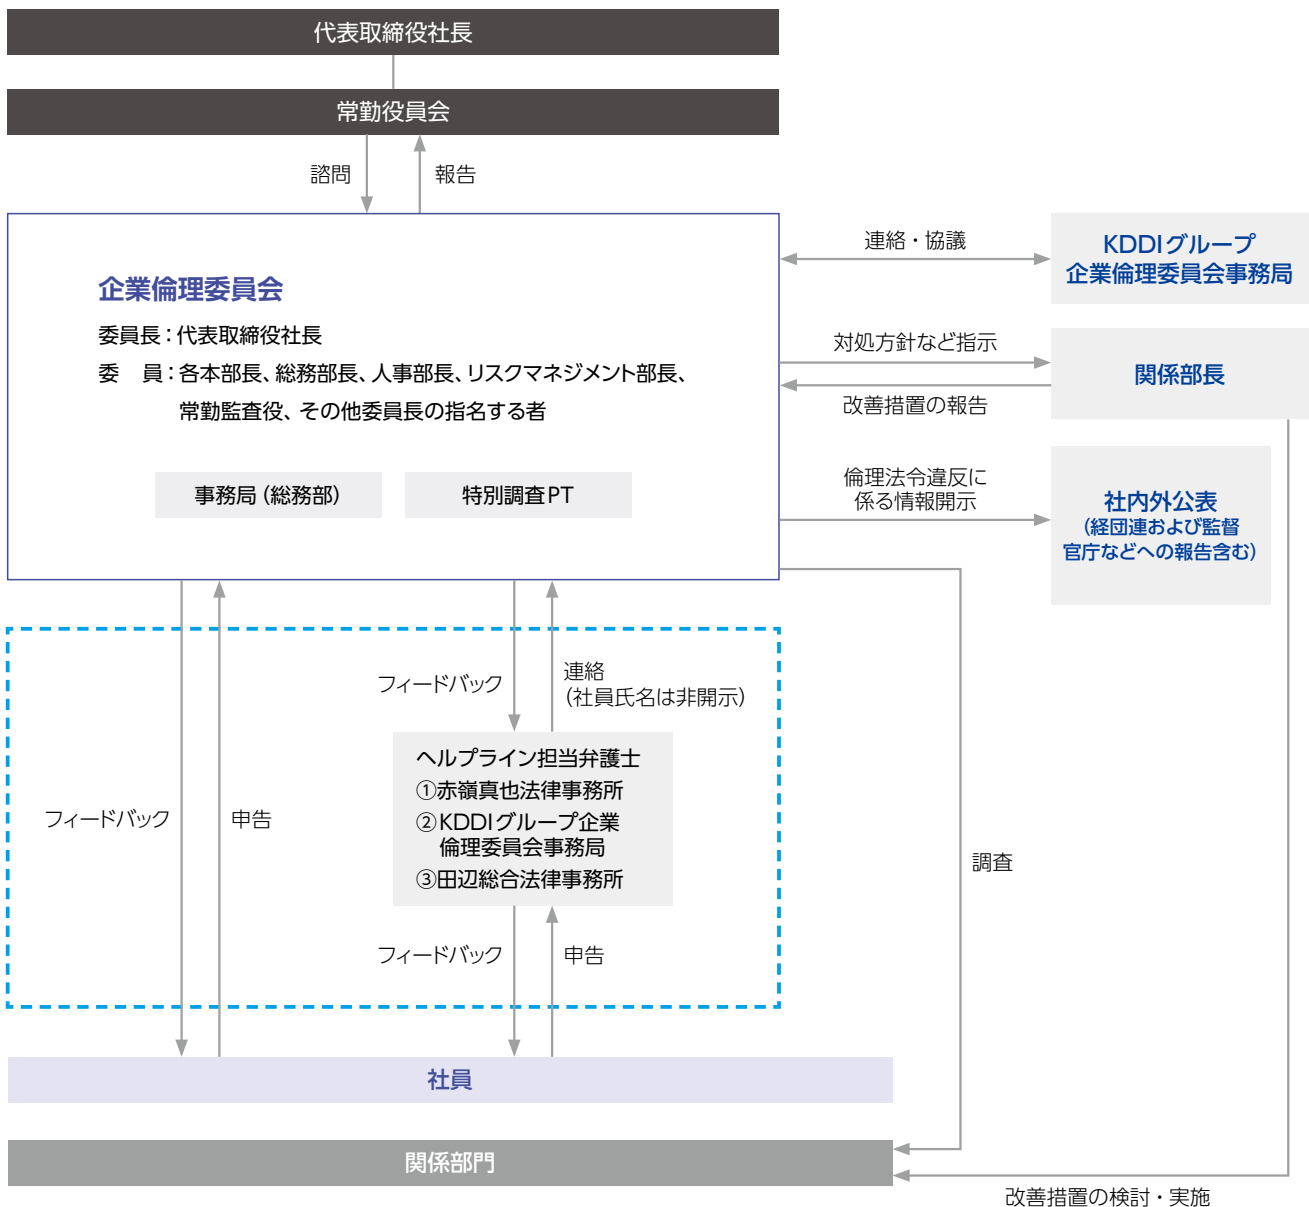 代表取締役社長
常勤役員会
諮問
報告
企業倫理委員会
委員長：代表取締役社長
委　員：各本部長、総務部長、人事部長、リスクマネジメント部長、
常勤監査役、その他委員長の指名する者
事務局（総務部）
特別調査PT
連絡・協議
KDDIグループ
企業倫理委員会事務局
対処方針など指示
改善措置の報告
関係部長
倫理法令違反に
係る情報開示
社内外公表
（経団連および監督
官庁などへの報告含む）
フィードバック
連絡
（社員氏名は非開示）
ヘルプライン担当弁護士
①赤嶺真也法律事務所
②KDDIグループ企業
倫理委員会事務局
③田辺総合法律事務所
フィードバック
申告
調査
フィードバック
申告
社員
関係部門
改善措置の検討・実施